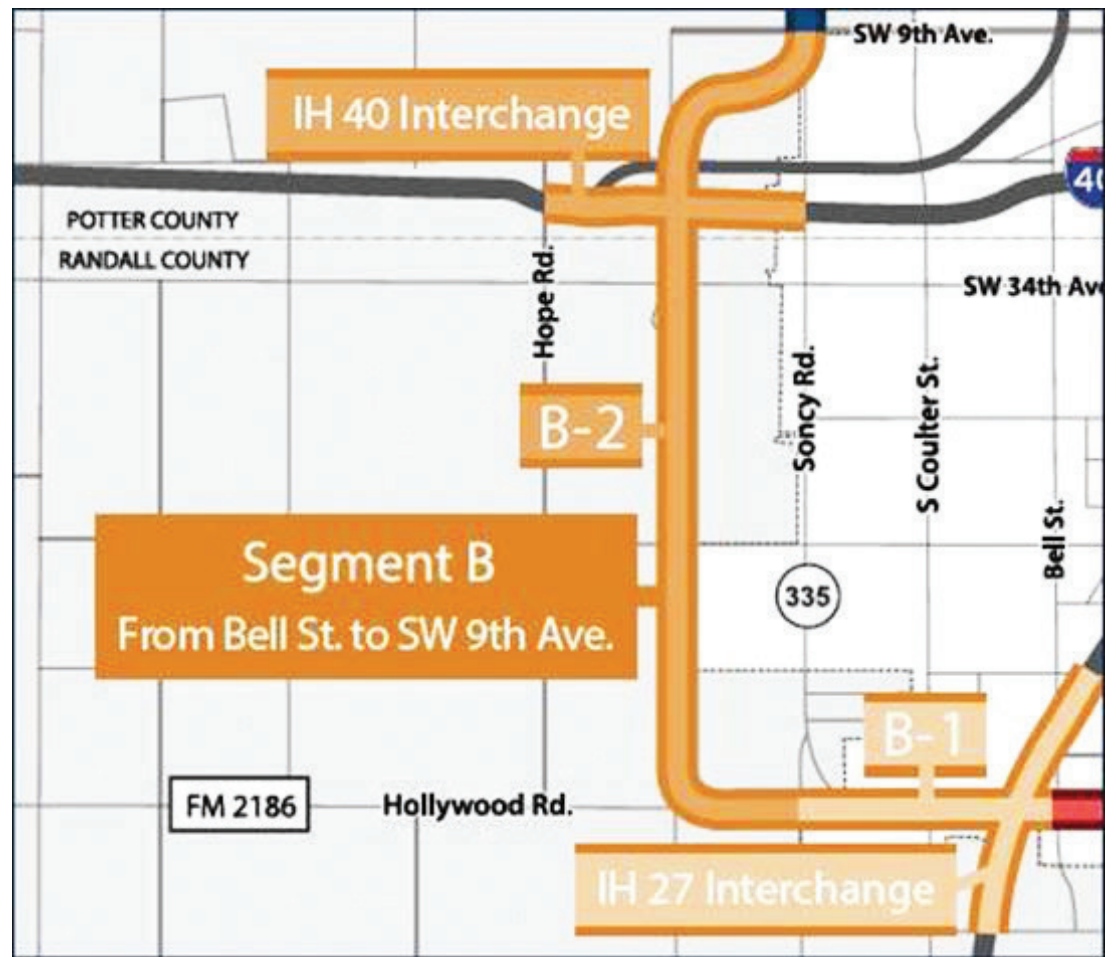 SW 9th Ave.
IH 40 Interchange
40
POTTER COUNTY
RANDALL COUNTY
Hope Rd.
SW 34th Ave
B-2
Soncy Rd.
S Coulter St.
Bell St.
Segment B
From Bell St. to SW 9th Ave.
335
B-1
FM 2186
Hollywood Rd.
IH 27 Interchange